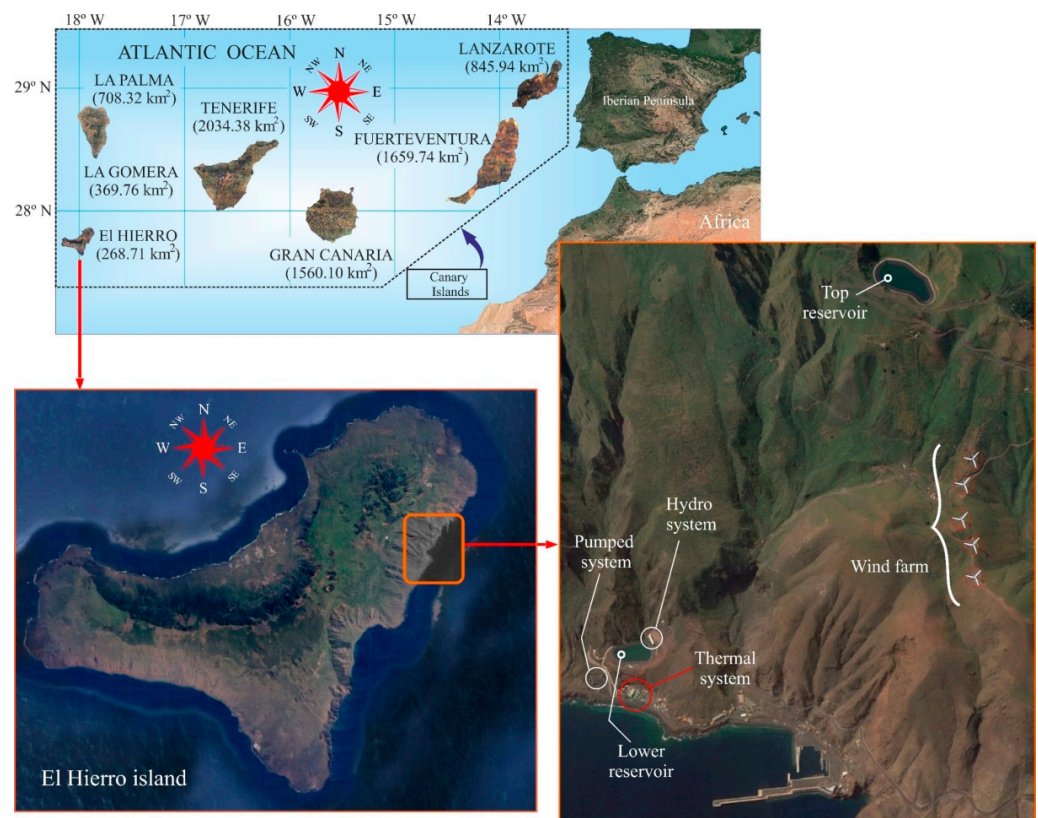 18º W
17º W
16º W
15º W
14º W
29º N
28º N
ATLANTIC OCEAN
LA PALMA
(708.32 km²)
TENERIFE
(2034.38 km²)
LA GOMERA
(369.76 km²)
El HIERRO
(268.71 km²)
GRAN CANARIA
(1560.10 km²)
FUERTEVENTURA
(1659.74 km²)
LANZAROTE
(845.94 km²)
N
NW
NE
W
E
SW
SE
S
Iberian Peninsula
Africa
Canary
Islands
N
NW
NE
W
E
SW
SE
S
El Hierro island
Top
reservoir
Hydro
system
Pumped
system
Wind farm
Thermal
system
Lower
reservoir